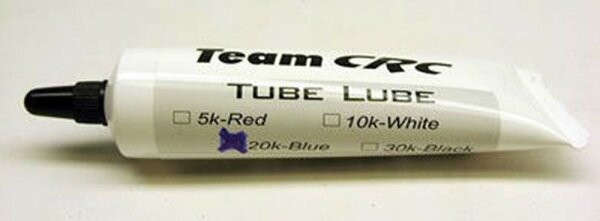 Team CRC
TUBE LUBE
5k-Red 10k-White
20k-Blue 30k-Black